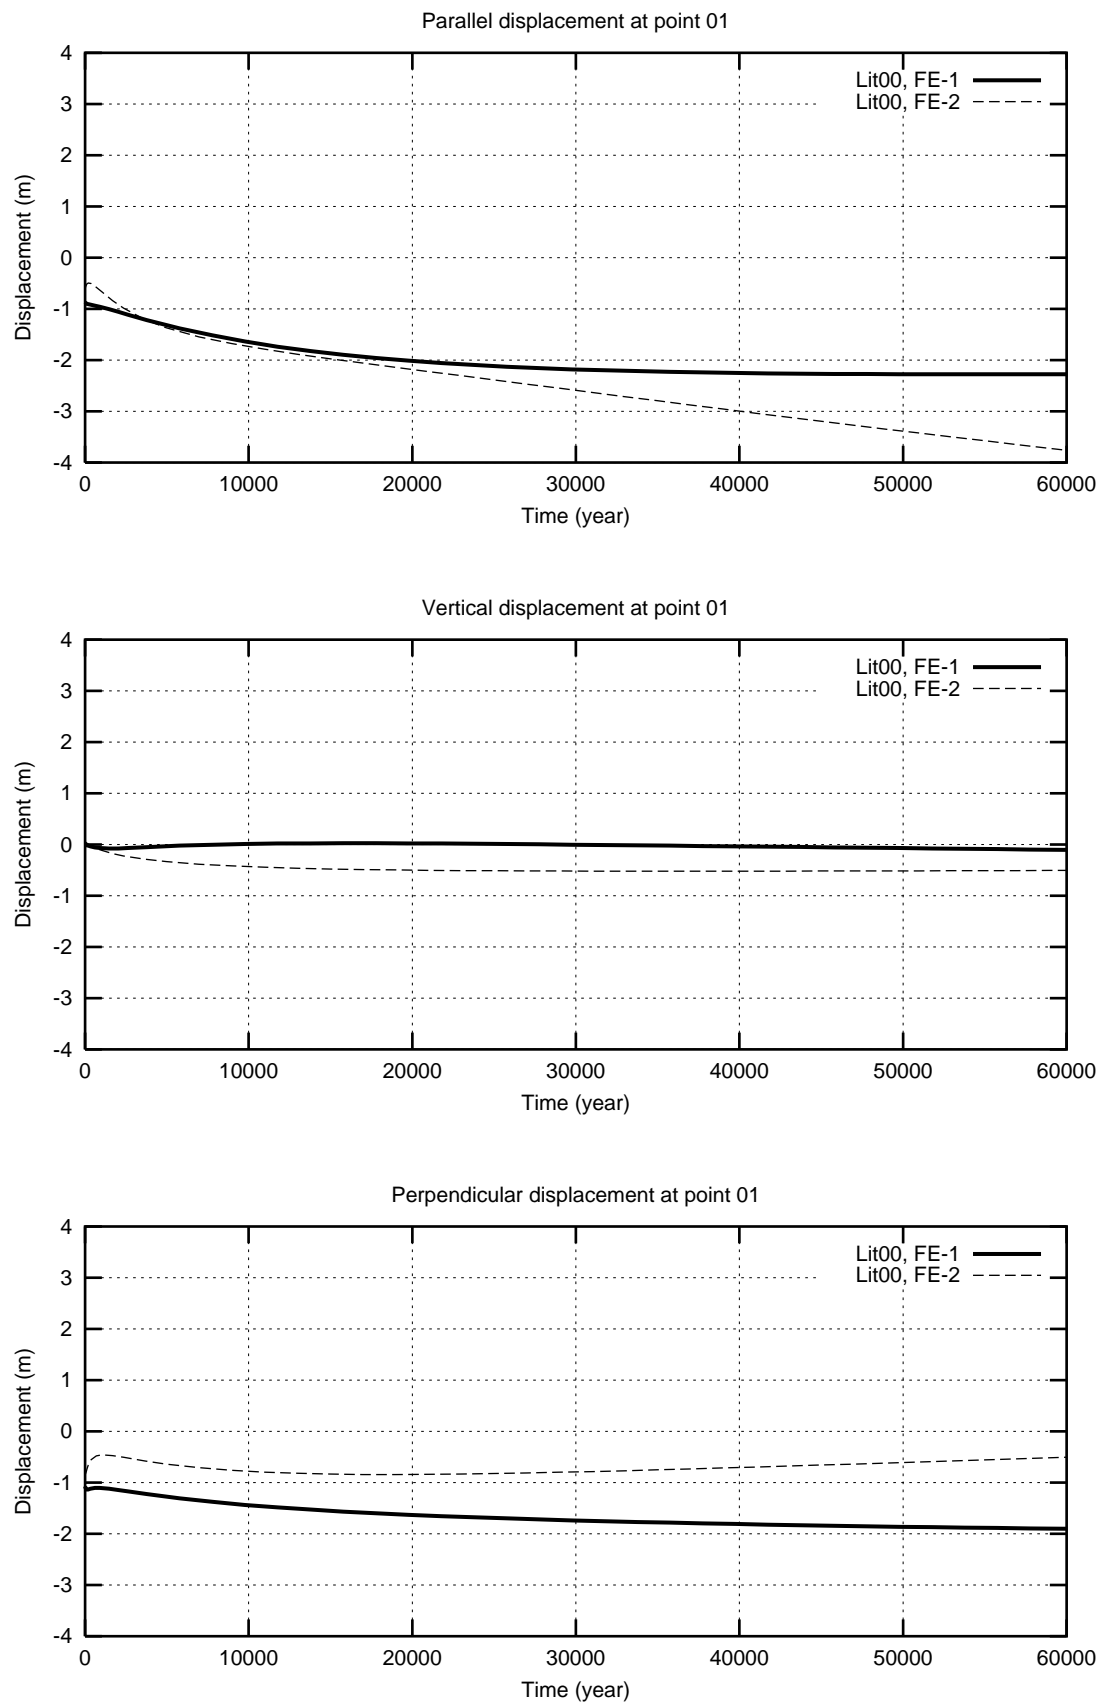 Parallel displacement at point 01
4
3
2
1
0
-1
-2
-3
-4
Displacement (m)
Lit00, FE-1
Lit00, FE-2
0 10000 20000 30000 40000 50000 60000
Time (year)
Vertical displacement at point 01
4
3
2
1
0
-1
-2
-3
-4
Displacement (m)
Lit00, FE-1
Lit00, FE-2
0 10000 20000 30000 40000 50000 60000
Time (year)
Perpendicular displacement at point 01
4
3
2
1
0
-1
-2
-3
-4
Displacement (m)
Lit00, FE-1
Lit00, FE-2
0 10000 20000 30000 40000 50000 60000
Time (year)